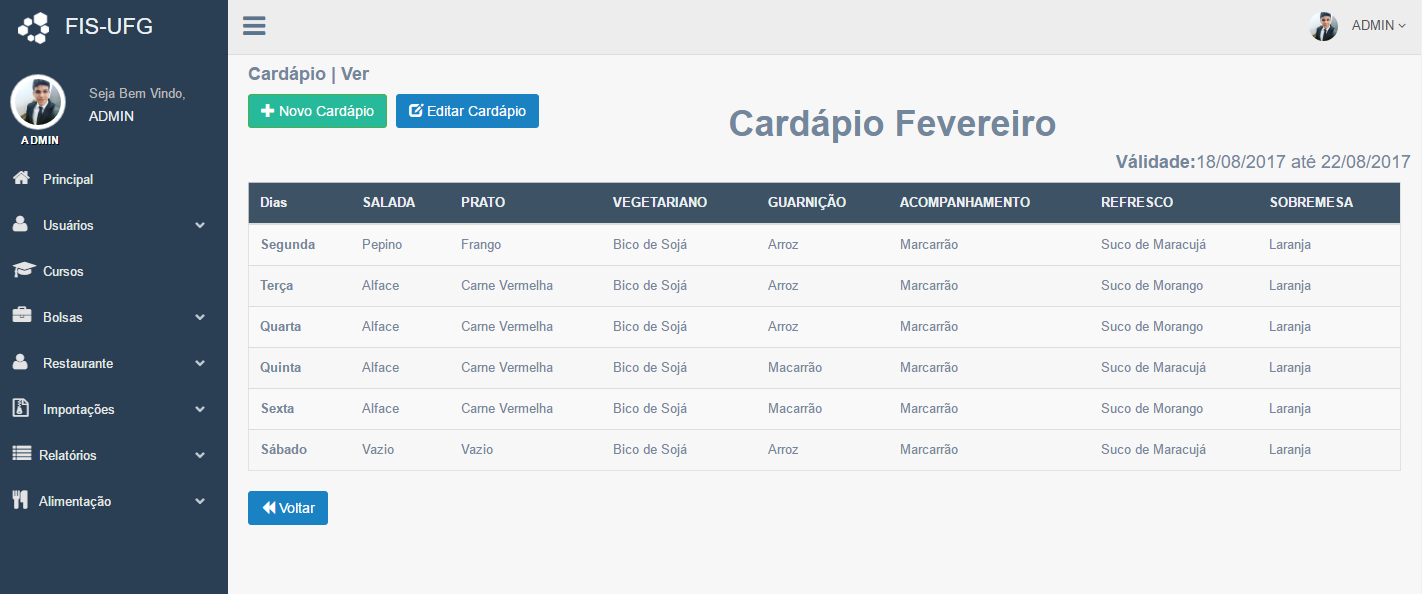 FIS-UFG
ADMIN
Seja Bem Vindo,
ADMIN
ADMIN
Principal
Usuários
Cursos
Bolsas
Restaurante
Importações
Relatórios
Alimentação
Cardápio | Ver
Novo Cardápio Editar Cardápio
Cardápio Fevereiro
Válidade:18/08/2017 até 22/08/2017
Dias SALADA PRATO VEGETARIANO GUARNIÇÃO ACOMPANHAMENTO REFRESCO SOBREMESA
Segunda Pepino Frango Bico de Sojá Arroz Marcarrão Suco de Maracujá Laranja
Terça Alface Carne Vermelha Bico de Sojá Arroz Marcarrão Suco de Morango Laranja
Quarta Alface Carne Vermelha Bico de Sojá Arroz Marcarrão Suco de Morango Laranja
Quinta Alface Carne Vermelha Bico de Sojá Macarrão Marcarrão Suco de Maracujá Laranja
Sexta Alface Carne Vermelha Bico de Sojá Macarrão Marcarrão Suco de Morango Laranja
Sábado Vazio Vazio Bico de Sojá Arroz Marcarrão Suco de Maracujá Laranja
Voltar